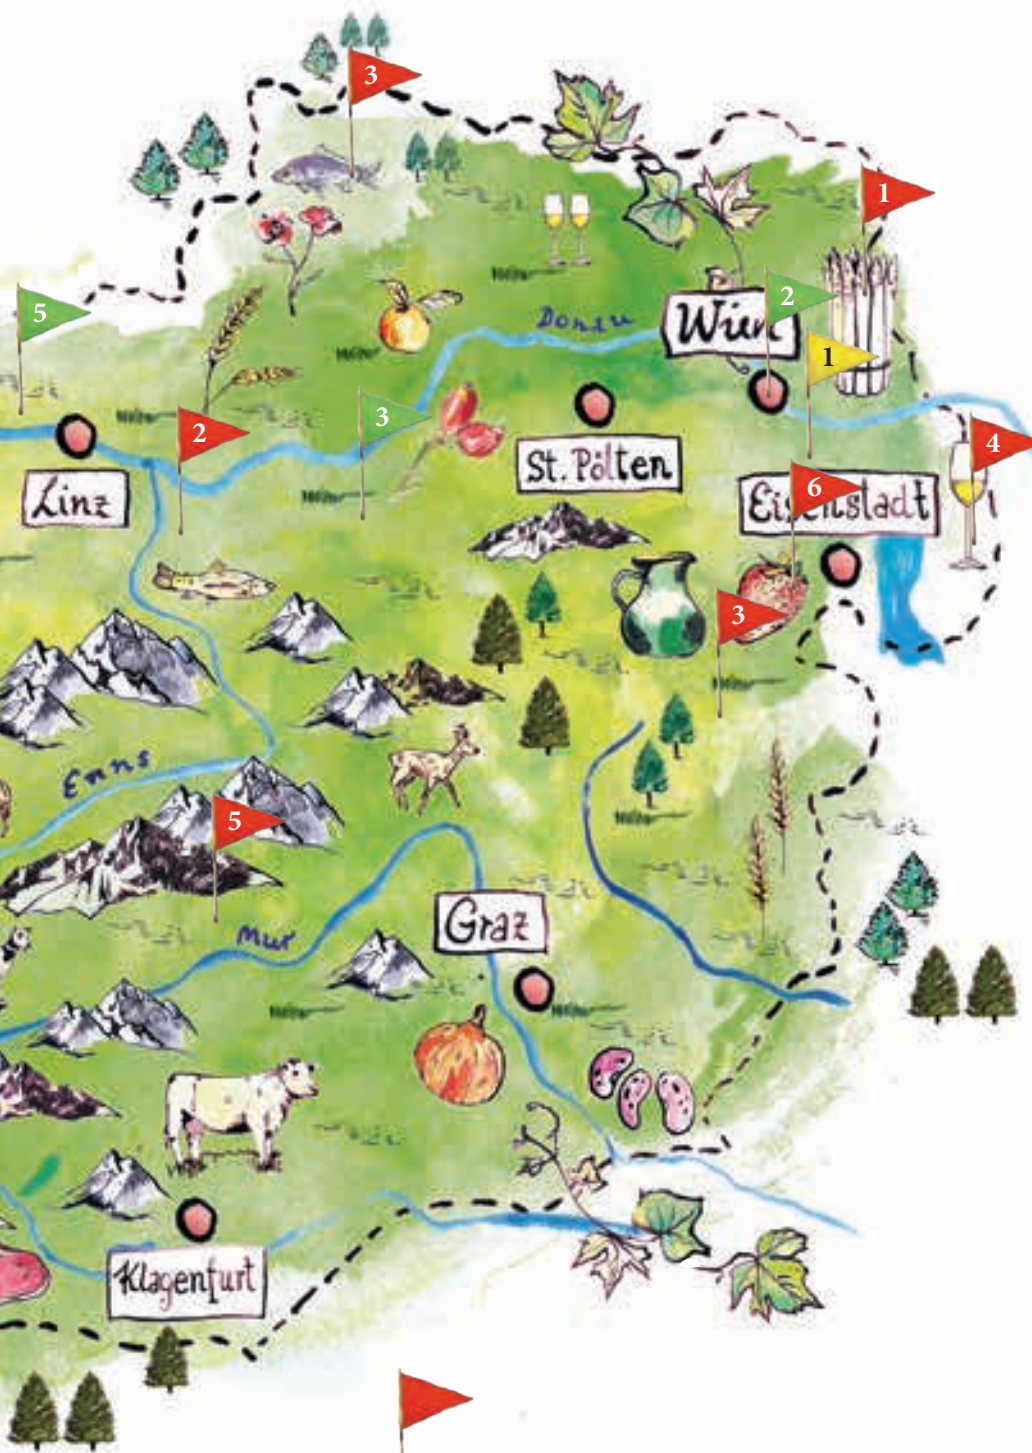 3
1
5
2
Donau
Wien
1
3
2
4
St. Pölten
Linz
6
Eisenstadt
3
Enns
5
Graz
Mur
Klagenfurt